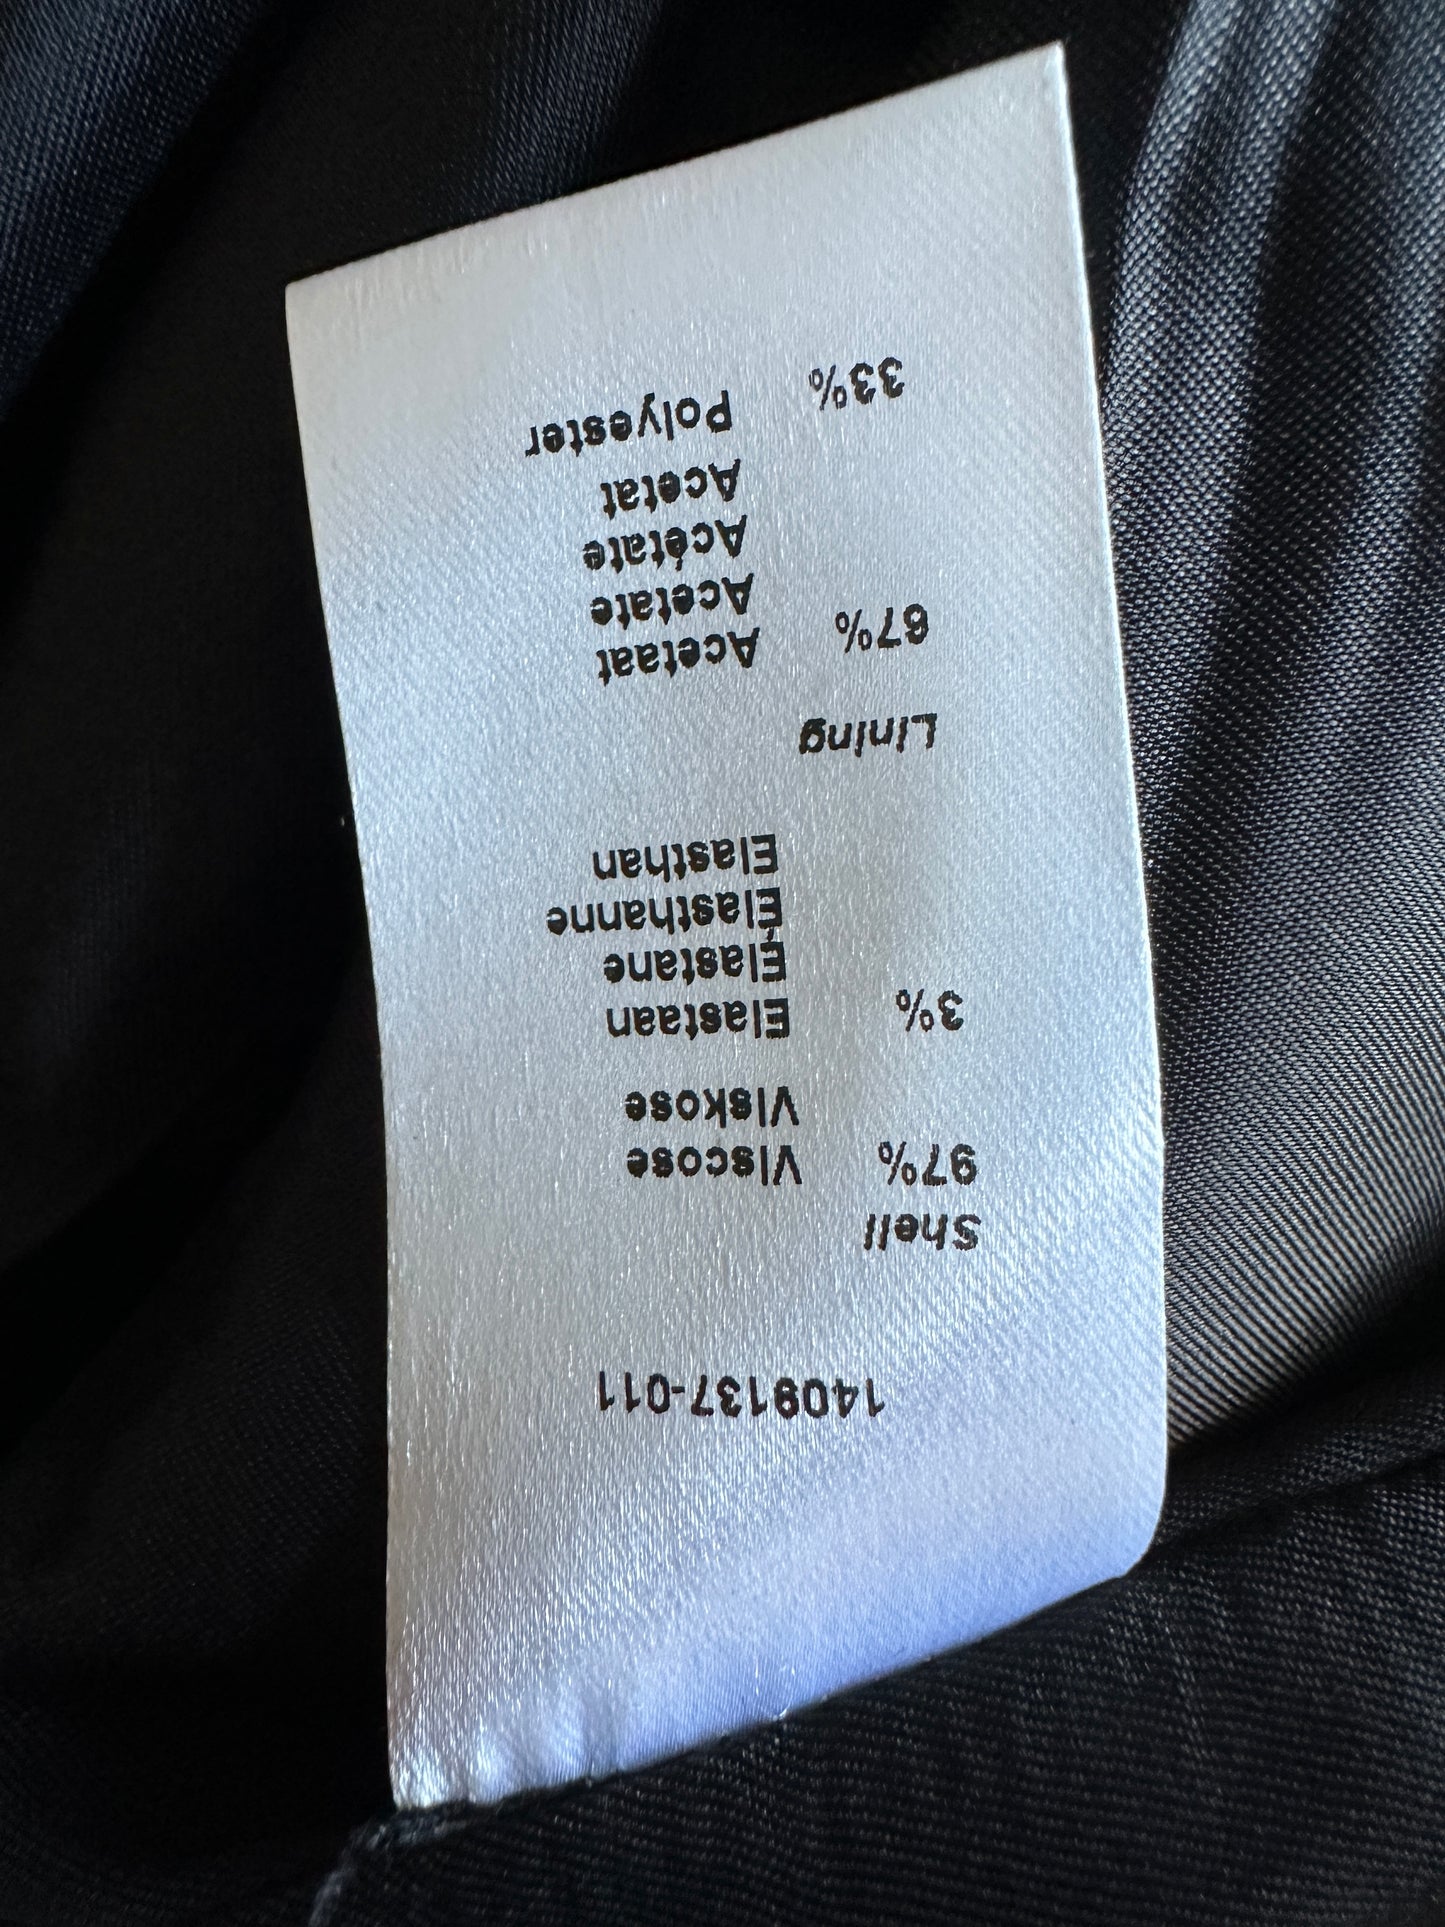 1409137-011
Shell
97% Viscose
Viskose
3% Elastaan
Elastane
Élasthanne
Elasthan
Lining
67% Acetaat
Acetate
Acétate
Acetat
33% Polyester